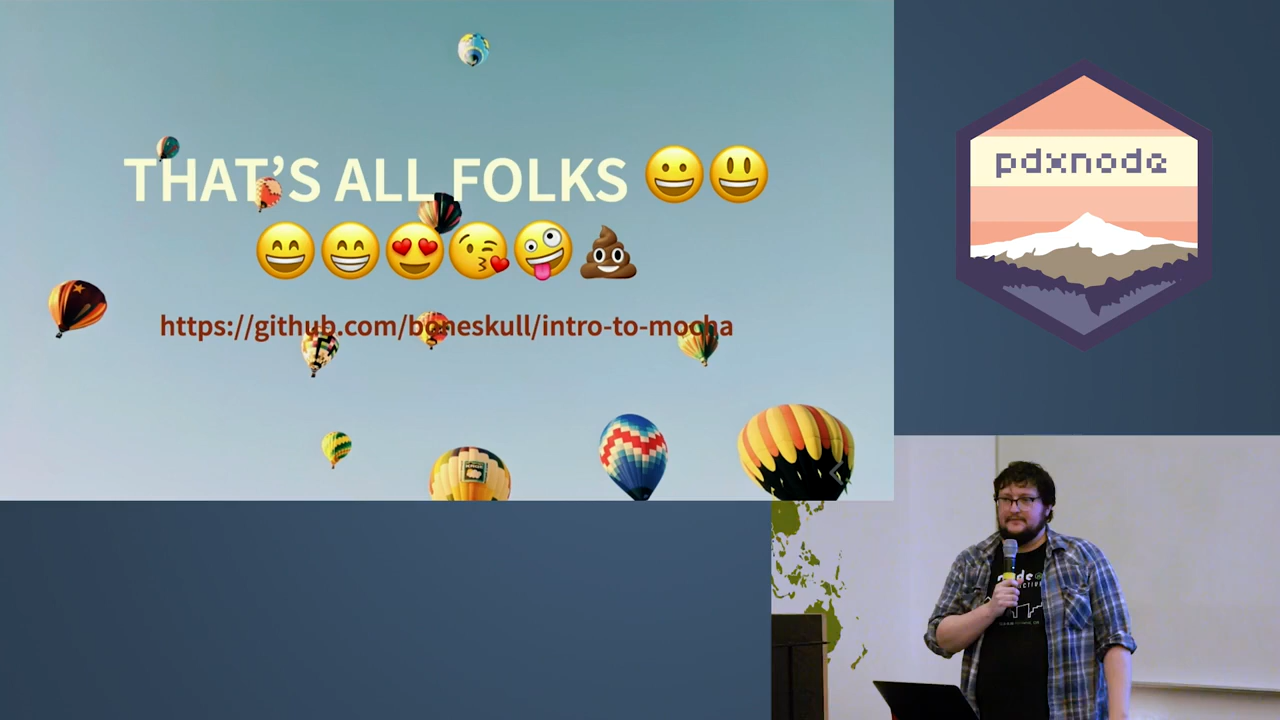 THAT’S ALL FOLKS 😀😃
😄😁😍😘🤪💩
https://github.com/boneskull/intro-to-mocha
pdxnode